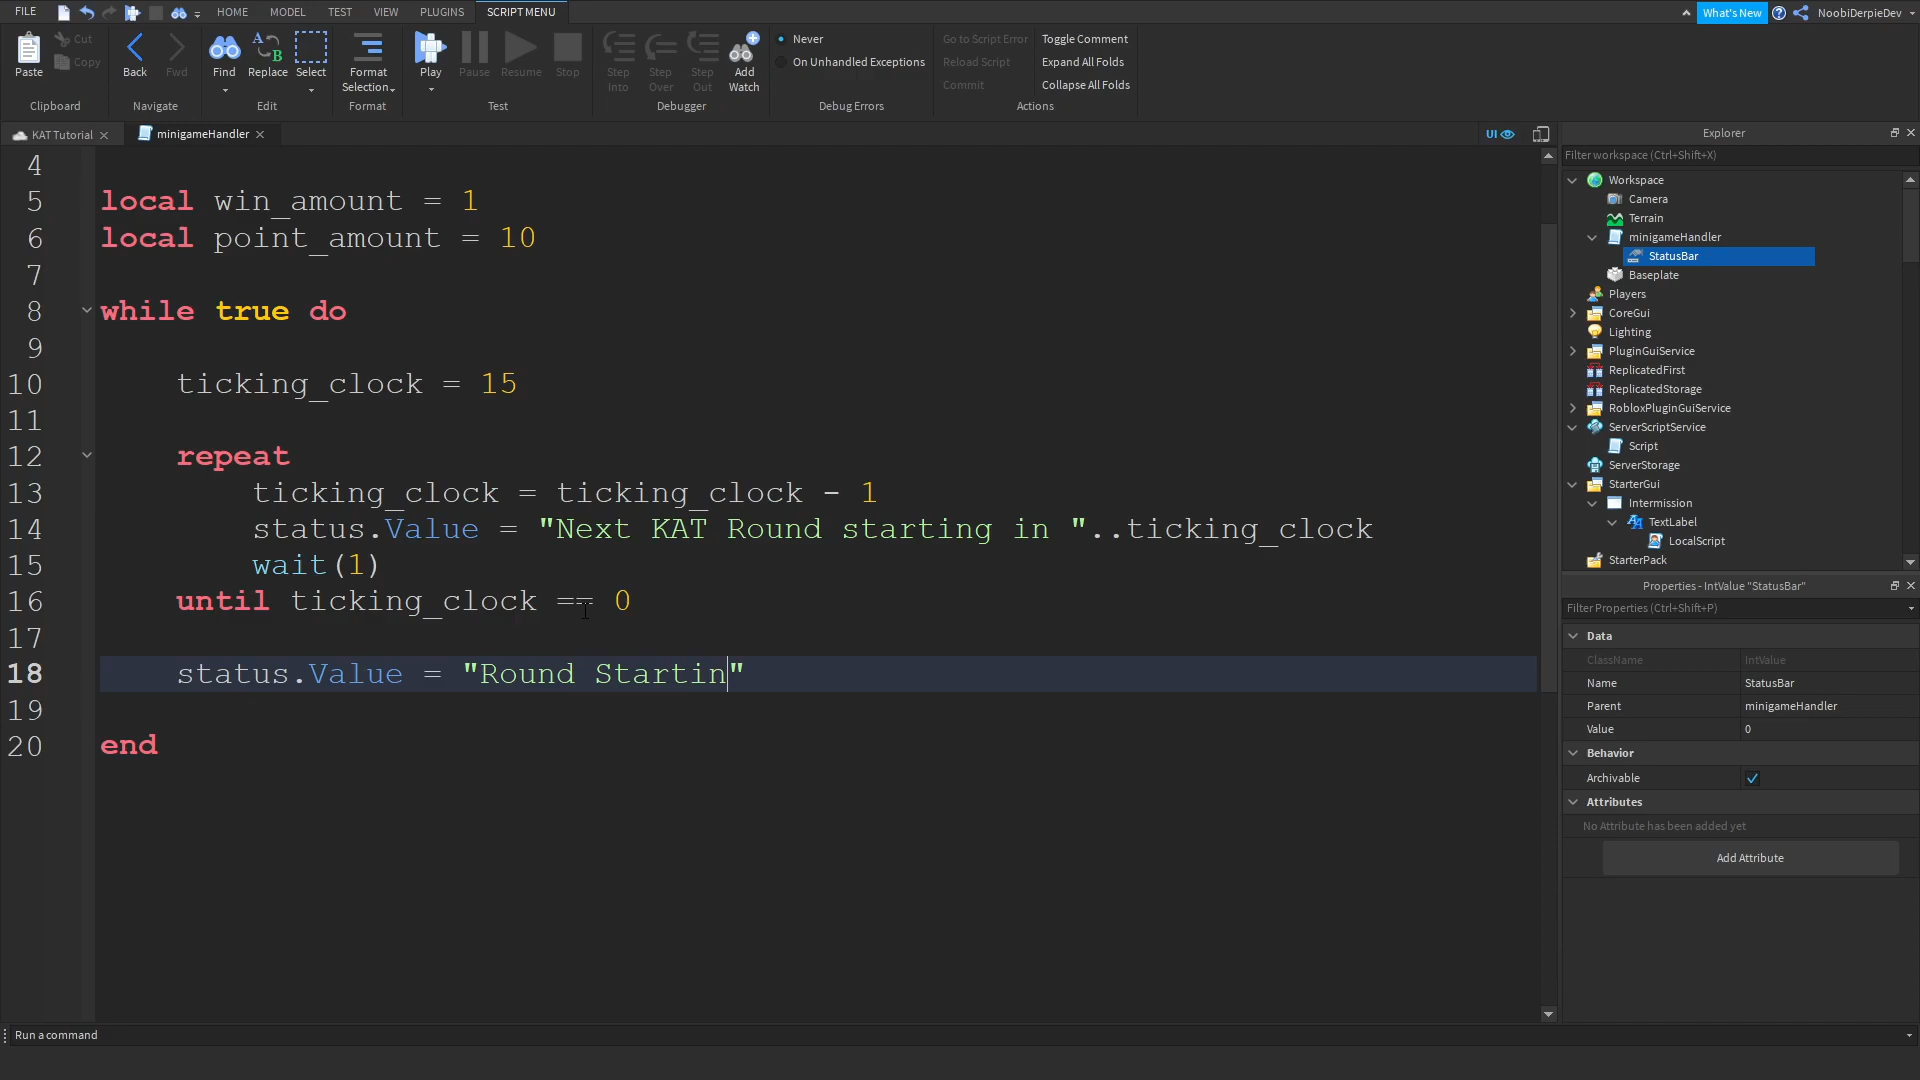 FILE HOME MODEL TEST VIEW PLUGINS SCRIPT MENU What's New NoobiDerpieDev
Paste Cut Copy Clipboard
Back Fwd Navigate
Find Replace Select Edit
Format Selection Format
Play Pause Resume Stop Test
Step Into Step Over Step Out Add Watch Debugger
Never
On Unhandled Exceptions
Debug Errors
Go to Script Error Toggle Comment
Reload Script Expand All Folds
Commit Collapse All Folds
Actions
KAT Tutorial minigameHandler UI
4
5 local win_amount = 1
6 local point_amount = 10
7
8 while true do
9
10 ticking_clock = 15
11
12 repeat
13 ticking_clock = ticking_clock - 1
14 status.Value = "Next KAT Round starting in "..ticking_clock
15 wait(1)
16 until ticking_clock == 0
17
18 status.Value = "Round Startin"
19
20 end
Explorer
Filter workspace (Ctrl+Shift+X)
Workspace
Camera
Terrain
minigameHandler
StatusBar
Baseplate
Players
CoreGui
Lighting
PluginGuiService
ReplicatedFirst
ReplicatedStorage
RobloxPluginGuiService
ServerScriptService
Script
ServerStorage
StarterGui
Intermission
TextLabel
LocalScript
StarterPack
Properties - IntValue "StatusBar"
Filter Properties (Ctrl+Shift+P)
Data
ClassName IntValue
Name StatusBar
Parent minigameHandler
Value 0
Behavior
Archivable
Attributes
No Attribute has been added yet
Add Attribute
Run a command